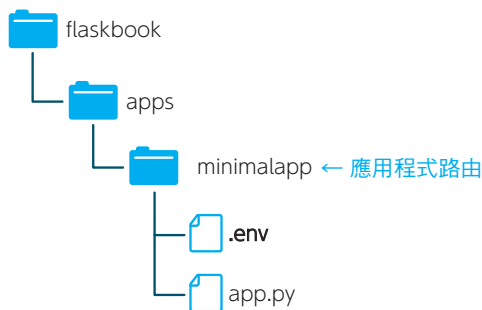 flaskbook
apps
minimalapp ← 應用程式路由
.env
app.py